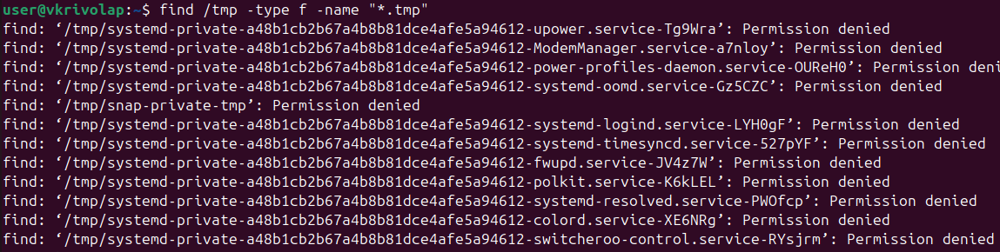 user@vkrivolap:~$ find /tmp -type f -name "*.tmp"
find: ‘/tmp/systemd-private-a48b1cb2b67a4b8b81dce4afe5a94612-upower.service-Tg9Wra’: Permission denied
find: ‘/tmp/systemd-private-a48b1cb2b67a4b8b81dce4afe5a94612-ModemManager.service-a7nloy’: Permission denied
find: ‘/tmp/systemd-private-a48b1cb2b67a4b8b81dce4afe5a94612-power-profiles-daemon.service-OUReH0’: Permission deni
find: ‘/tmp/systemd-private-a48b1cb2b67a4b8b81dce4afe5a94612-systemd-oomd.service-Gz5CZC’: Permission denied
find: ‘/tmp/snap-private-tmp’: Permission denied
find: ‘/tmp/systemd-private-a48b1cb2b67a4b8b81dce4afe5a94612-systemd-logind.service-LYH0gF’: Permission denied
find: ‘/tmp/systemd-private-a48b1cb2b67a4b8b81dce4afe5a94612-systemd-timesyncd.service-527pYF’: Permission denied
find: ‘/tmp/systemd-private-a48b1cb2b67a4b8b81dce4afe5a94612-fwupd.service-JV4z7W’: Permission denied
find: ‘/tmp/systemd-private-a48b1cb2b67a4b8b81dce4afe5a94612-polkit.service-K6kLEL’: Permission denied
find: ‘/tmp/systemd-private-a48b1cb2b67a4b8b81dce4afe5a94612-systemd-resolved.service-PWOfcp’: Permission denied
find: ‘/tmp/systemd-private-a48b1cb2b67a4b8b81dce4afe5a94612-colord.service-XE6NRg’: Permission denied
find: ‘/tmp/systemd-private-a48b1cb2b67a4b8b81dce4afe5a94612-switcheroo-control.service-RYsjrm’: Permission denied